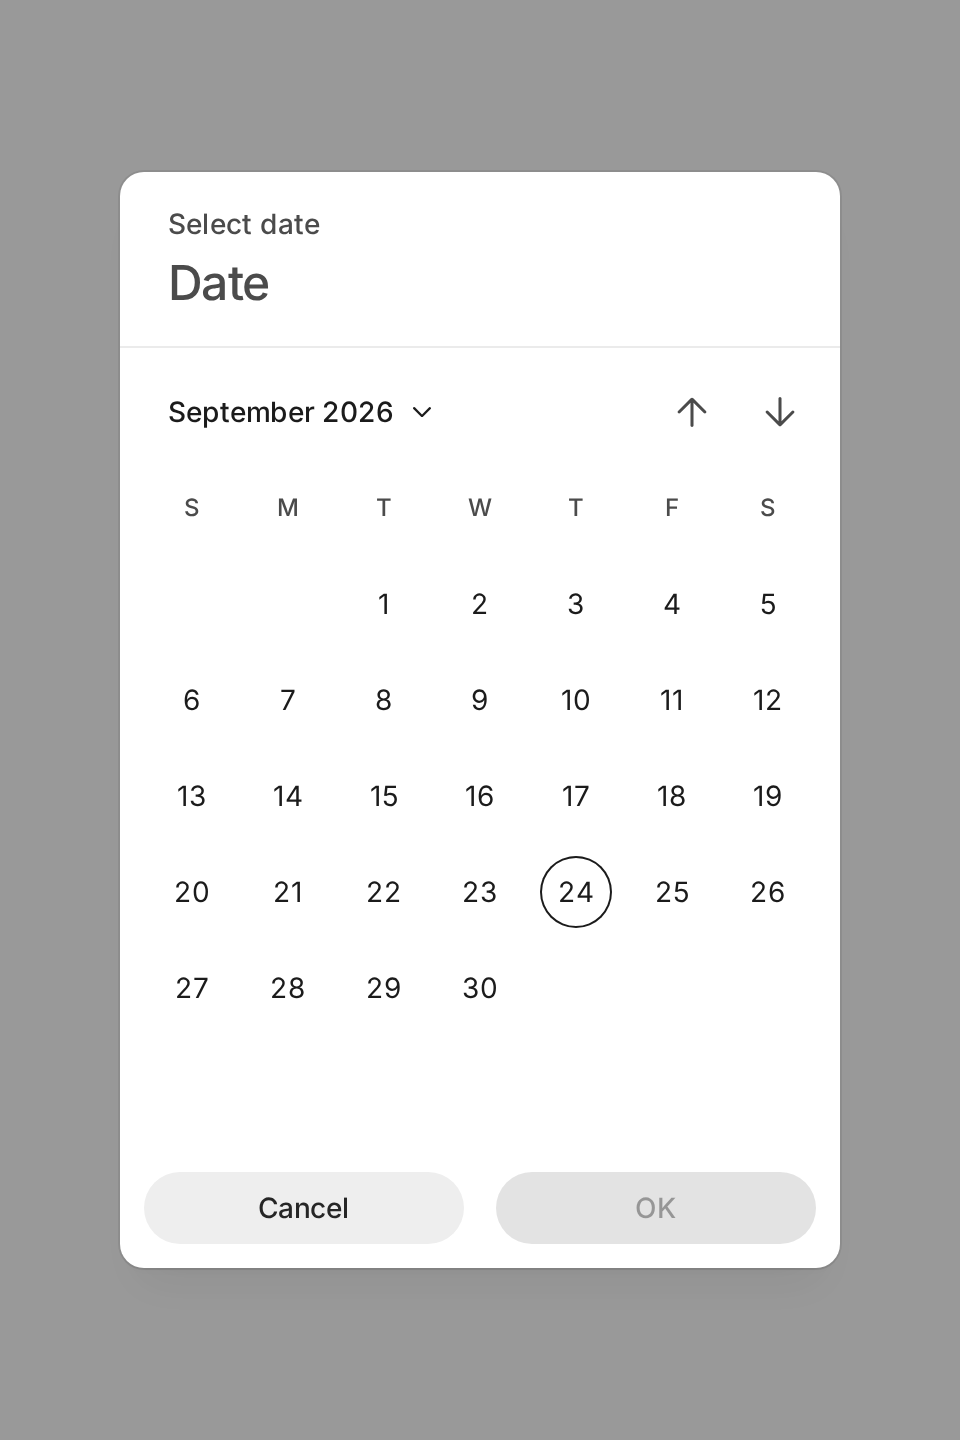 Select date
Date
September 2026
S M T W T F S
1 2 3 4 5
6 7 8 9 10 11 12
13 14 15 16 17 18 19
20 21 22 23 24 25 26
27 28 29 30
Cancel OK